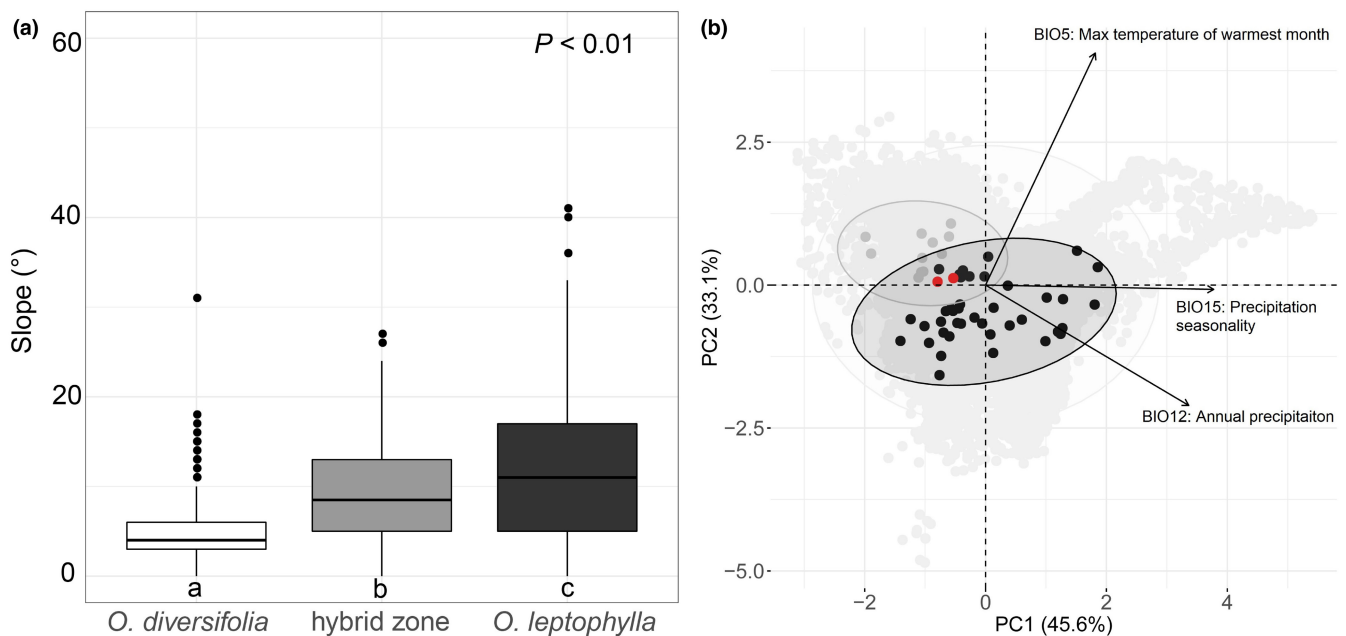 (a)
P < 0.01
Slope (°)
60
40
20
0
a b c
O. diversifolia hybrid zone O. leptophylla
(b)
BIO5: Max temperature of warmest month
PC2 (33.1%)
2.5
0.0
−2.5
−5.0
BIO15: Precipitation
seasonality
BIO12: Annual precipitaiton
−2 0 2 4
PC1 (45.6%)